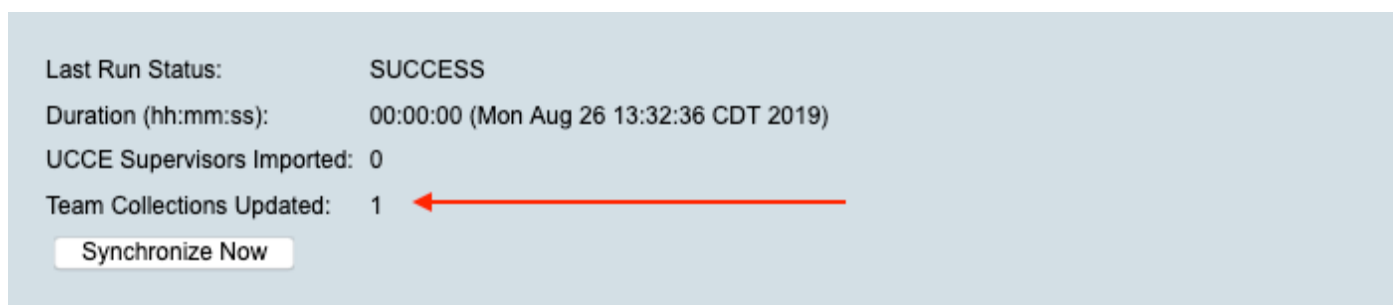 Last Run Status: SUCCESS
Duration (hh:mm:ss): 00:00:00 (Mon Aug 26 13:32:36 CDT 2019)
UCCE Supervisors Imported: 0
Team Collections Updated: 1
Synchronize Now